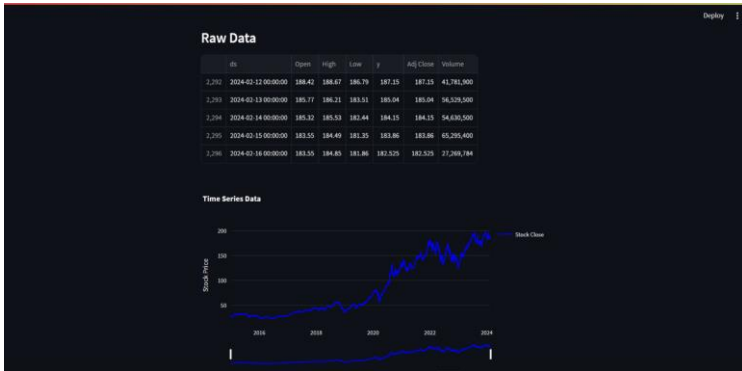 Deploy
Raw Data
ds Open High Low y Adj Close Volume
2,292 2024-02-12 00:00:00 188.42 188.67 186.79 187.15 187.15 41,781,900
2,293 2024-02-13 00:00:00 185.77 186.21 183.51 185.04 185.04 56,529,500
2,294 2024-02-14 00:00:00 185.32 185.53 182.44 184.15 184.15 54,630,500
2,295 2024-02-15 00:00:00 183.55 184.49 181.35 183.86 183.86 65,295,400
2,296 2024-02-16 00:00:00 183.55 184.85 181.86 182.525 182.525 27,269,784
Time Series Data
Stock Close
200
150
100
50
Stock Price
2016 2018 2020 2022 2024